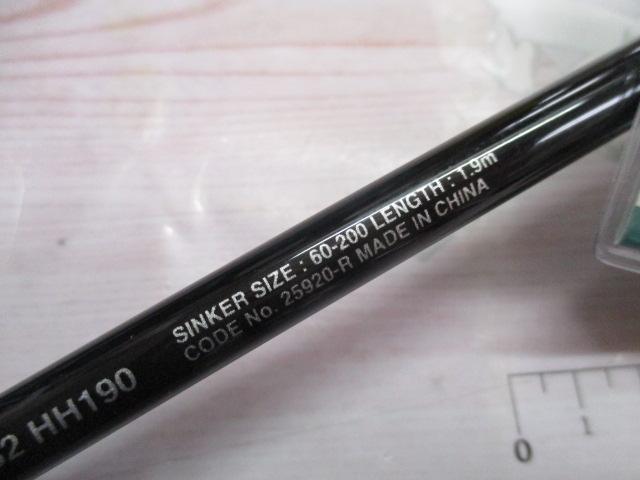 SINKER SIZE : 60-200 LENGTH : 1.9m
CODE No. 25920-R MADE IN CHINA
HH190
0 1